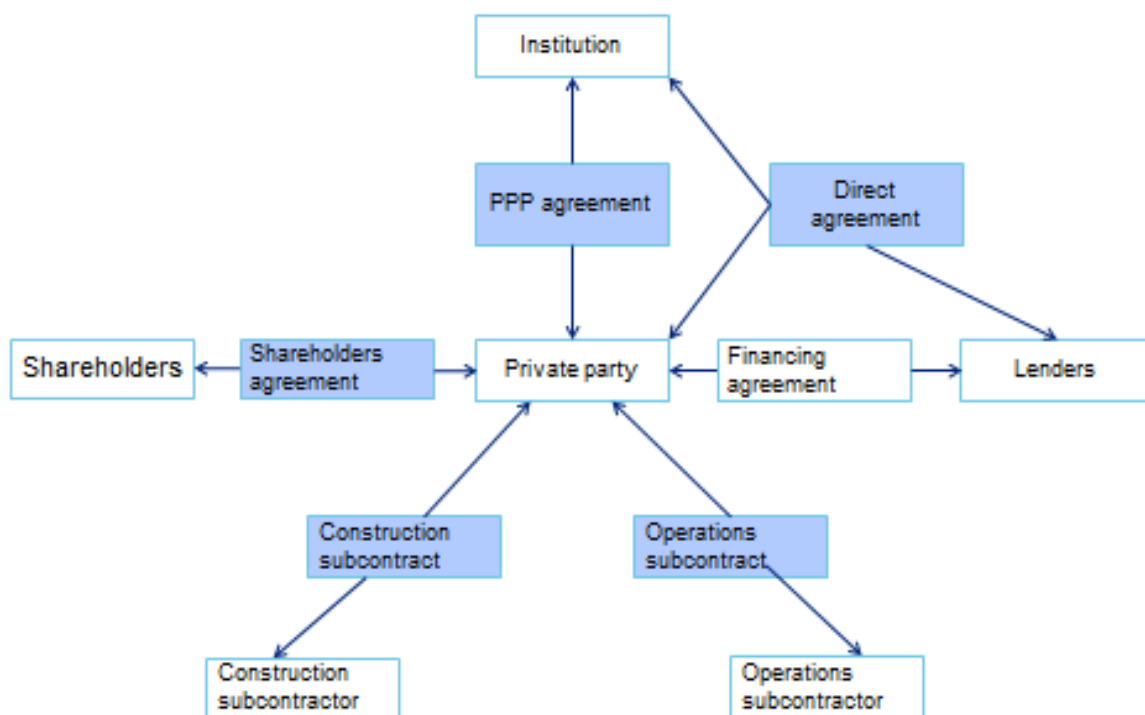 Institution
PPP agreement
Direct
agreement
Shareholders
Shareholders
agreement
Private party
Financing
agreement
Lenders
Construction
subcontract
Operations
subcontract
Construction
subcontractor
Operations
subcontractor